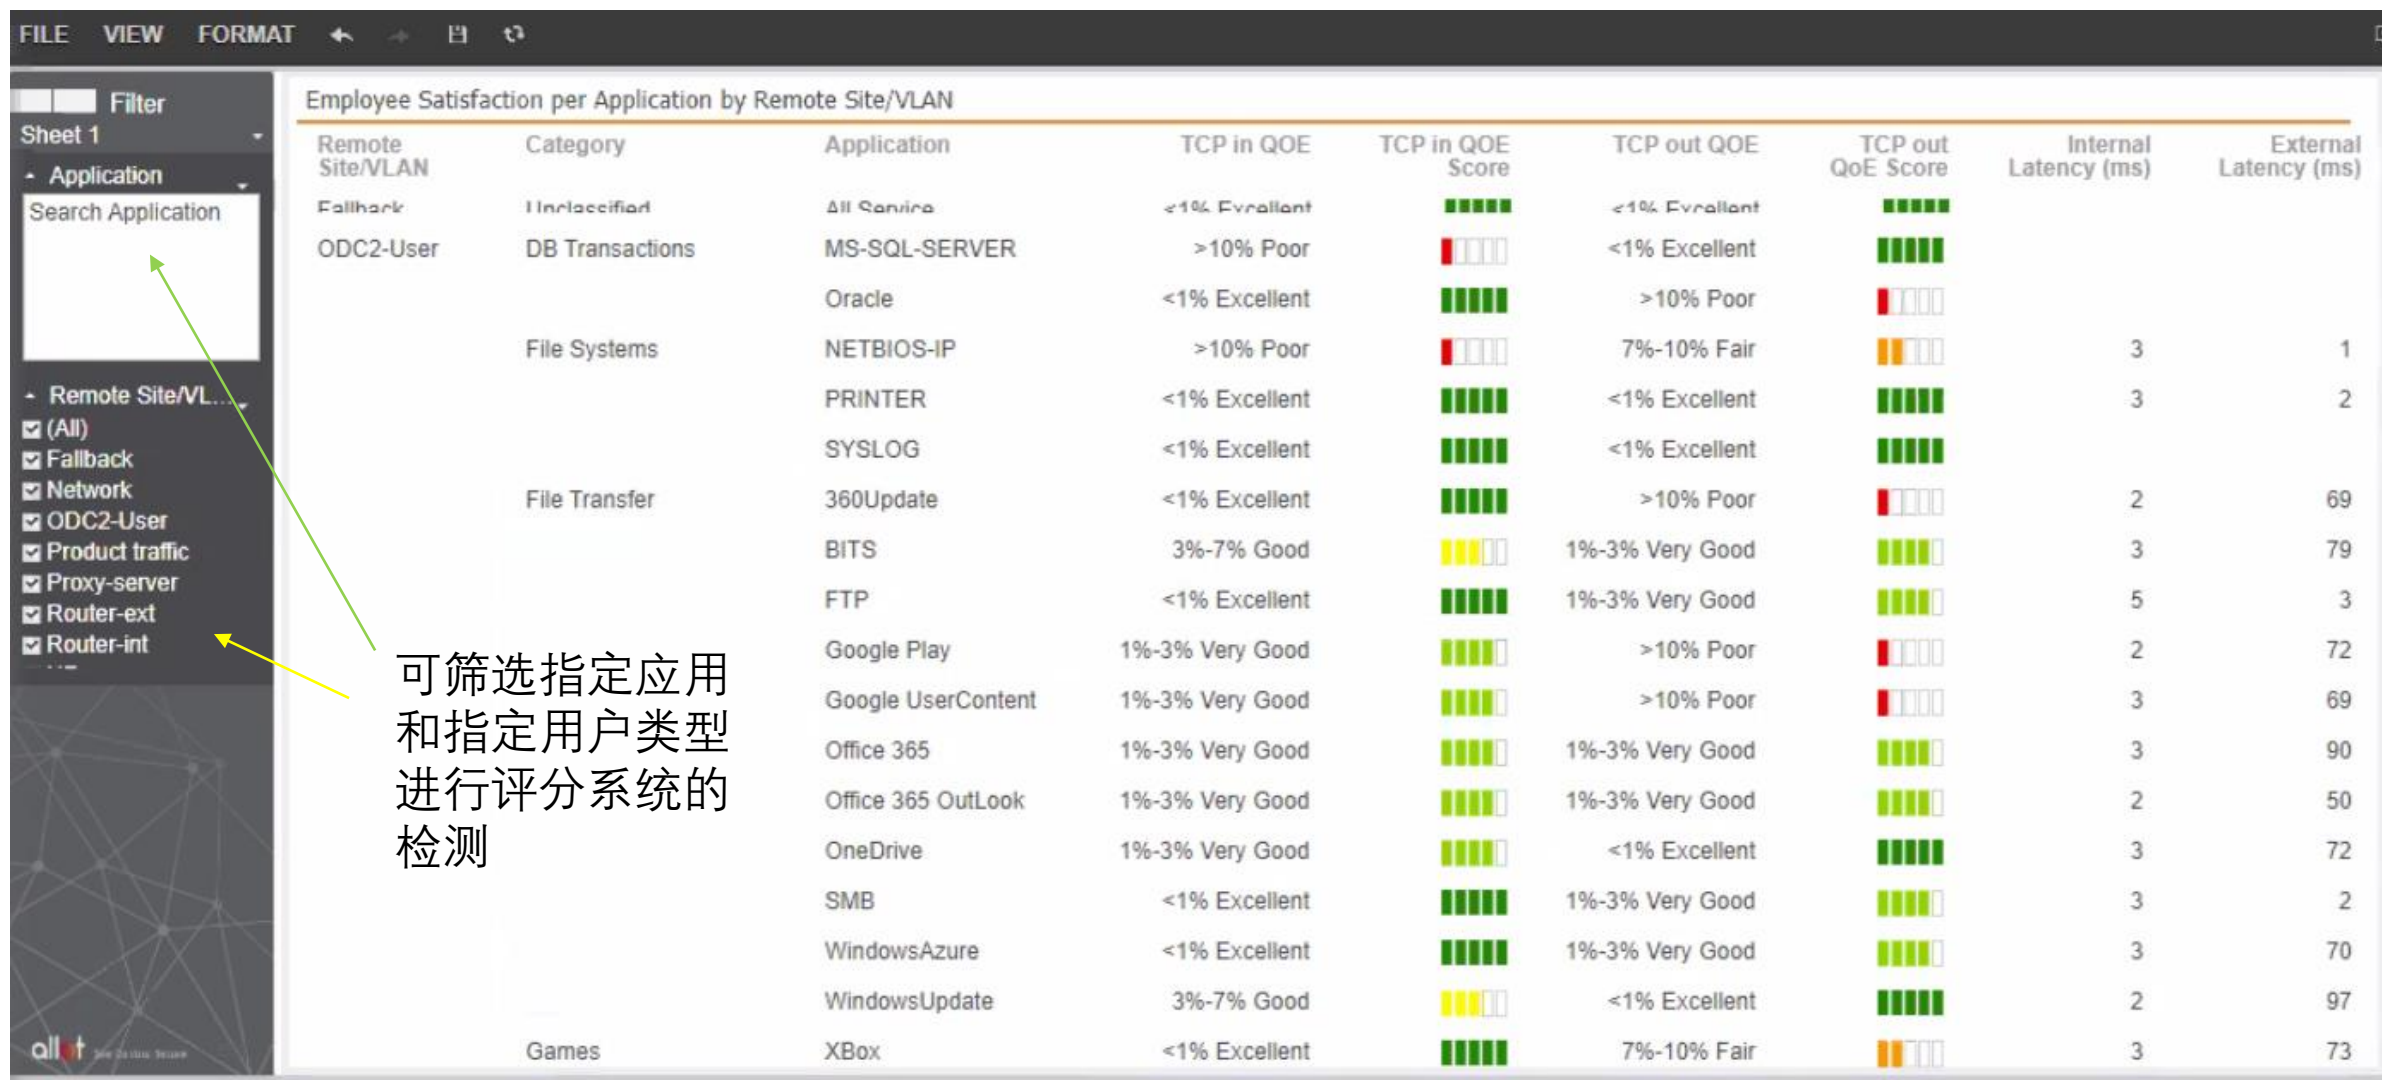 FILE VIEW FORMAT
Filter
Sheet 1
Application
Search Application
Remote Site/VL...
(All)
Fallback
Network
ODC2-User
Product traffic
Proxy-server
Router-ext
Router-int
allot
Employee Satisfaction per Application by Remote Site/VLAN
Remote Site/VLAN Category Application TCP in QOE TCP in QOE Score TCP out QOE TCP out QoE Score Internal Latency (ms) External Latency (ms)
Fallback Unclassified All Service <1% Excellent <1% Excellent
ODC2-User DB Transactions MS-SQL-SERVER >10% Poor <1% Excellent
Oracle <1% Excellent >10% Poor
File Systems NETBIOS-IP >10% Poor 7%-10% Fair 3 1
PRINTER <1% Excellent <1% Excellent 3 2
SYSLOG <1% Excellent <1% Excellent
File Transfer 360Update <1% Excellent >10% Poor 2 69
BITS 3%-7% Good 1%-3% Very Good 3 79
FTP <1% Excellent 1%-3% Very Good 5 3
Google Play 1%-3% Very Good >10% Poor 2 72
Google UserContent 1%-3% Very Good >10% Poor 3 69
Office 365 1%-3% Very Good 1%-3% Very Good 3 90
Office 365 OutLook 1%-3% Very Good 1%-3% Very Good 2 50
OneDrive 1%-3% Very Good <1% Excellent 3 72
SMB <1% Excellent 1%-3% Very Good 3 2
WindowsAzure <1% Excellent 1%-3% Very Good 3 70
WindowsUpdate 3%-7% Good <1% Excellent 2 97
Games XBox <1% Excellent 7%-10% Fair 3 73
可筛选指定应用
和指定用户类型
进行评分系统的
检测